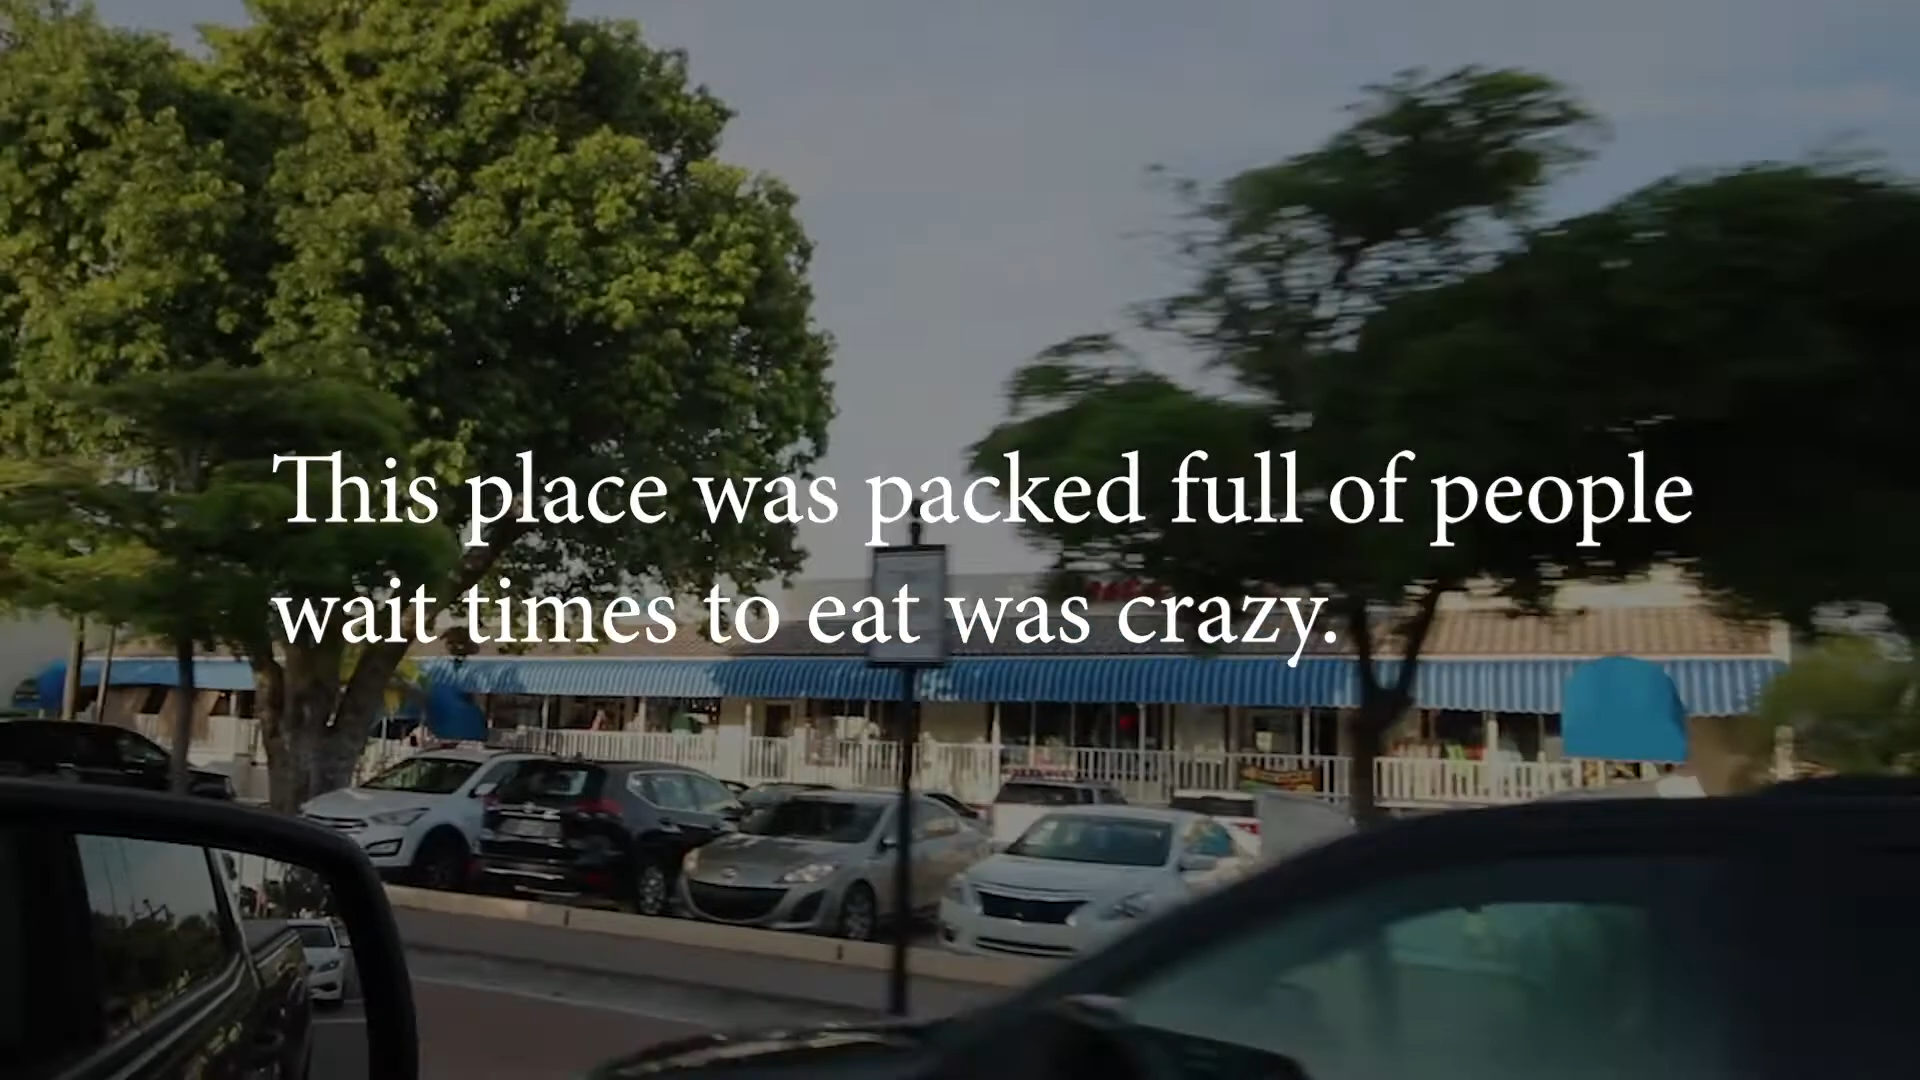 This place was packed full of people
wait times to eat was crazy.